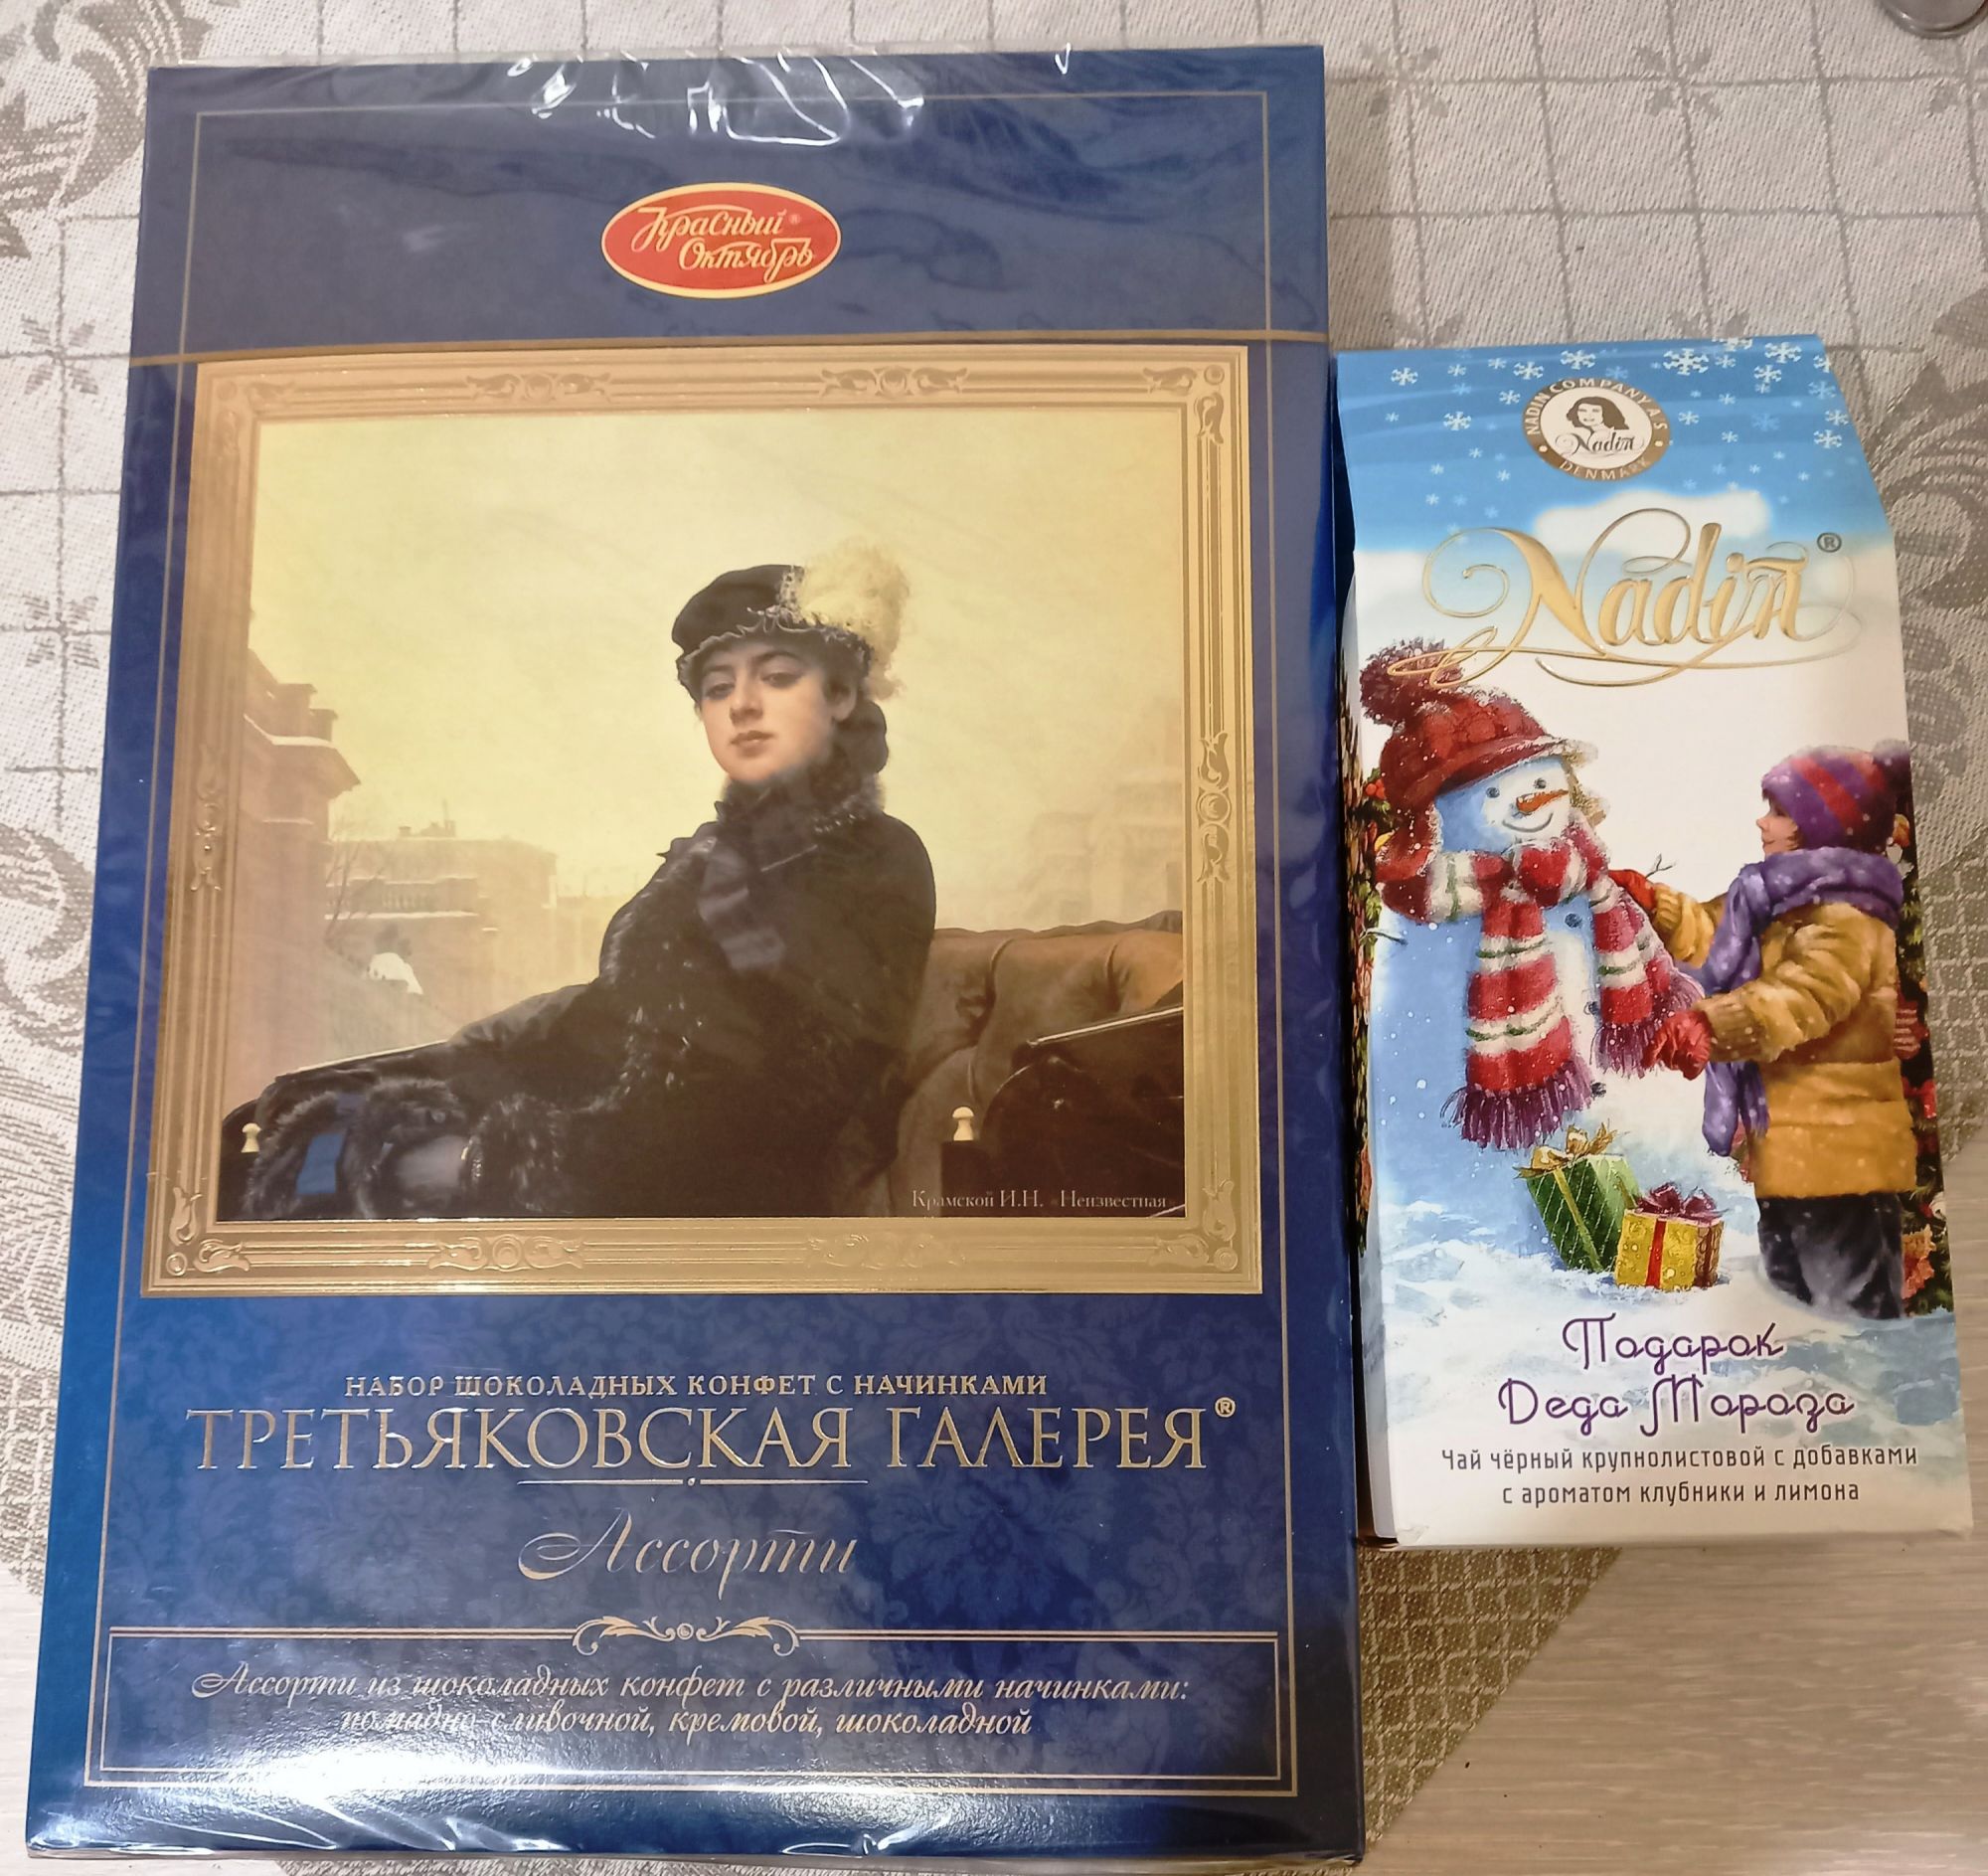 Красный®
Октябрь
Крамской И.Н. «Неизвестная»
НАБОР ШОКОЛАДНЫХ КОНФЕТ С НАЧИНКАМИ
ТРЕТЬЯКОВСКАЯ ГАЛЕРЕЯ®
Ассорти
Ассорти из шоколадных конфет с различными начинками:
помадно-сливочной, кремовой, шоколадной
NADIN COMPANY A/S
Nadin
DENMARK
Nadin®
Подарок
Деда Мороза
Чай чёрный крупнолистовой с добавками
с ароматом клубники и лимона